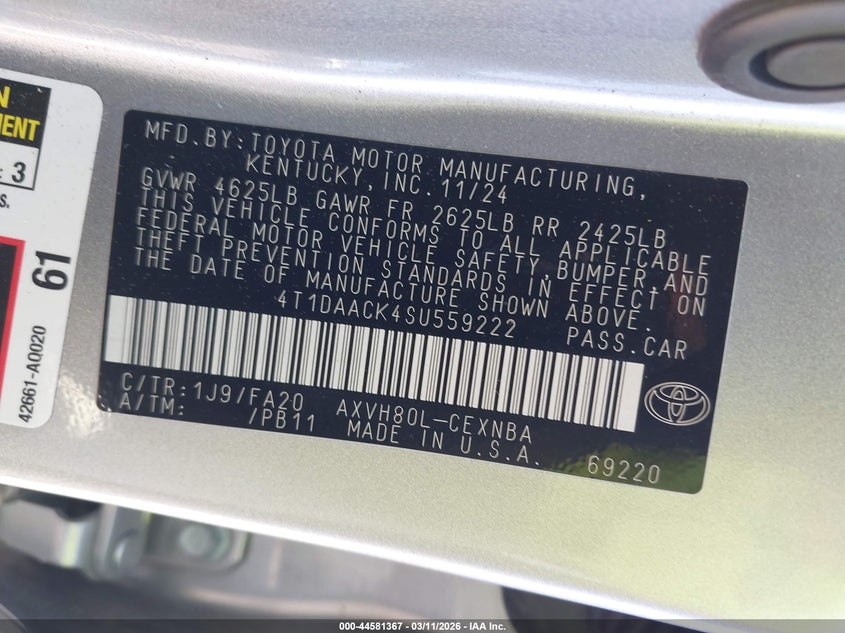 N
MENT
: 3
s.
61
42661-A0020
MFD.BY:TOYOTA MOTOR MANUFACTURING,
KENTUCKY,INC.11/24
GVWR 4625LB GAWR FR 2625LB RR 2425LB
THIS VEHICLE CONFORMS TO ALL APPLICABLE
FEDERAL MOTOR VEHICLE SAFETY,BUMPER,AND
THEFT PREVENTION STANDARDS IN EFFECT ON
THE DATE OF MANUFACTURE SHOWN ABOVE.
4T1DAACK4SU559222 PASS.CAR
C/TR:1J9/FA20 AXVH80L-CEXNBA
A/TM: /PB11 MADE IN U.S.A. 69220
000-44581367 - 03/11/2026 - IAA Inc.